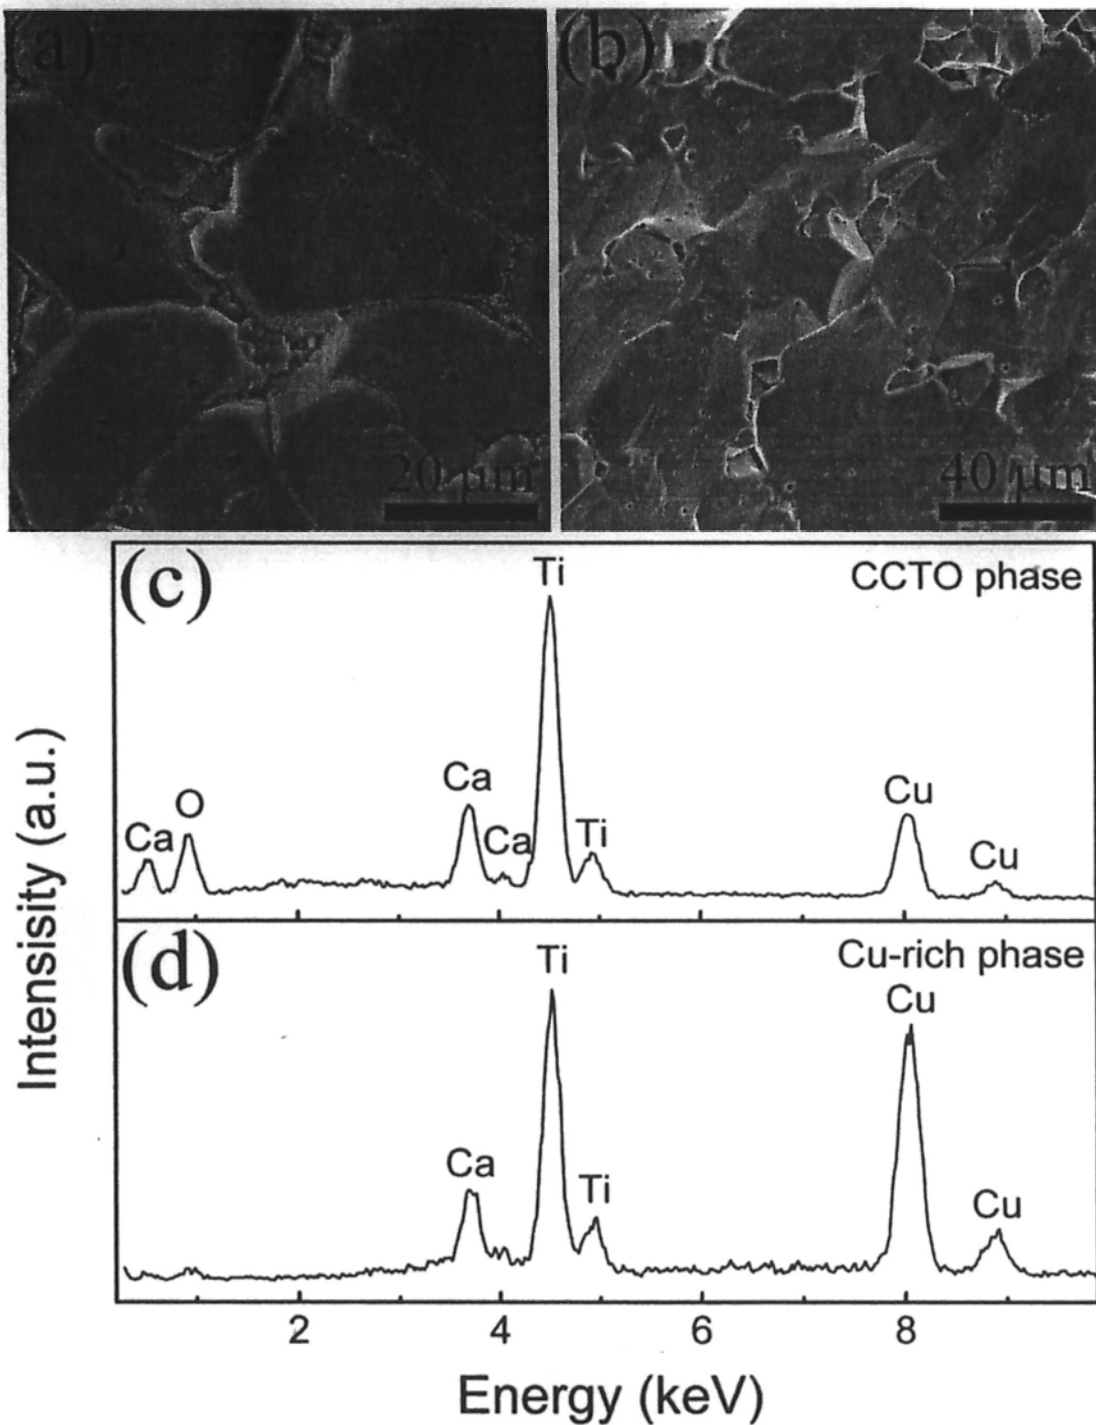 (a)
(b)
20 μm
40 μm
(c)
Ti
CCTO phase
Ca
O
Ca
Ca
Ti
Cu
Cu
(d)
Ti
Cu-rich phase
Cu
Ca
Ti
Cu
2
4
6
8
Energy (keV)
Intensisity (a.u.)